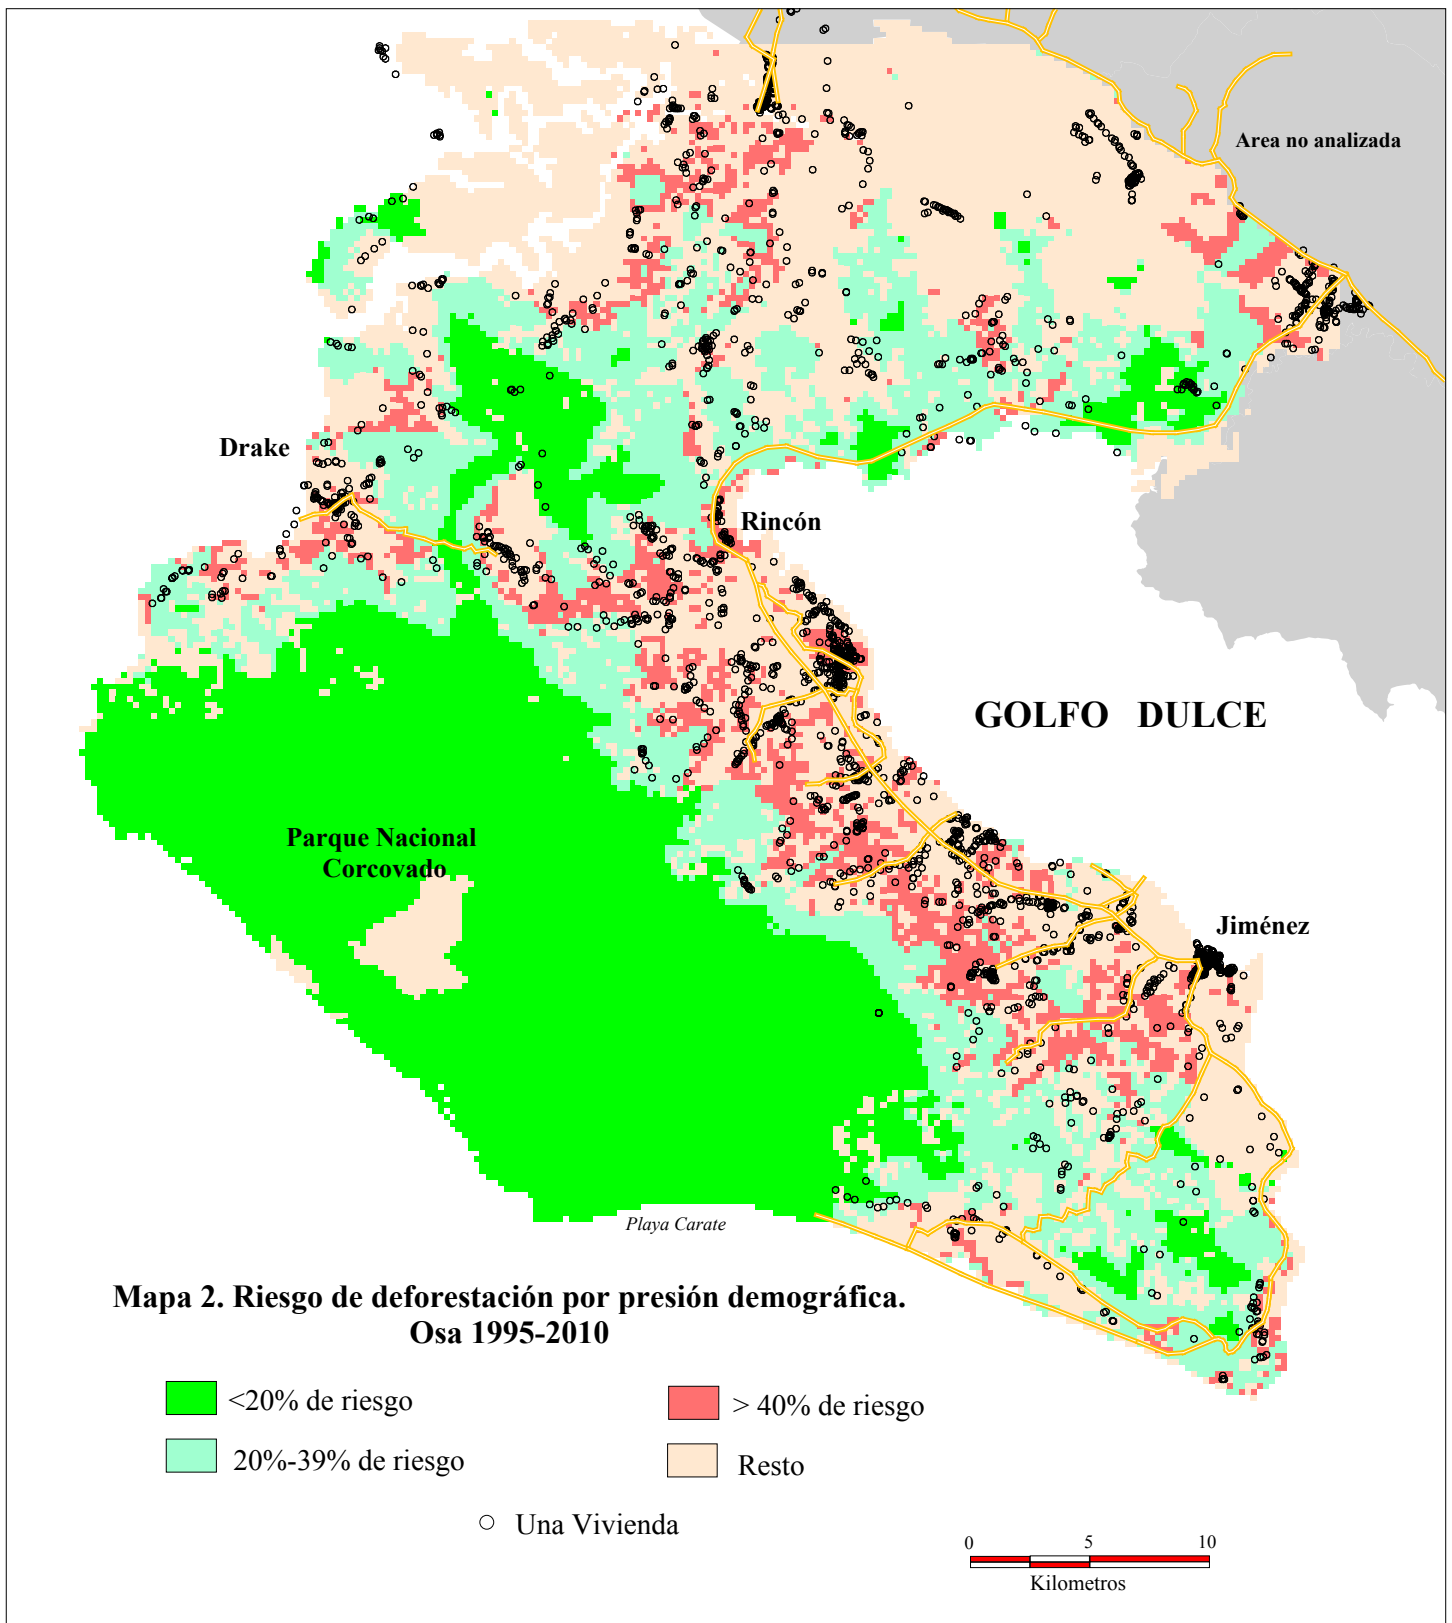 Area no analizada
Drake
Rincón
GOLFO DULCE
Parque Nacional
Corcovado
Jiménez
Playa Carate
Mapa 2. Riesgo de deforestación por presión demográfica.
Osa 1995-2010
<20% de riesgo
> 40% de riesgo
20%-39% de riesgo
Resto
Una Vivienda
0 5 10
Kilometros